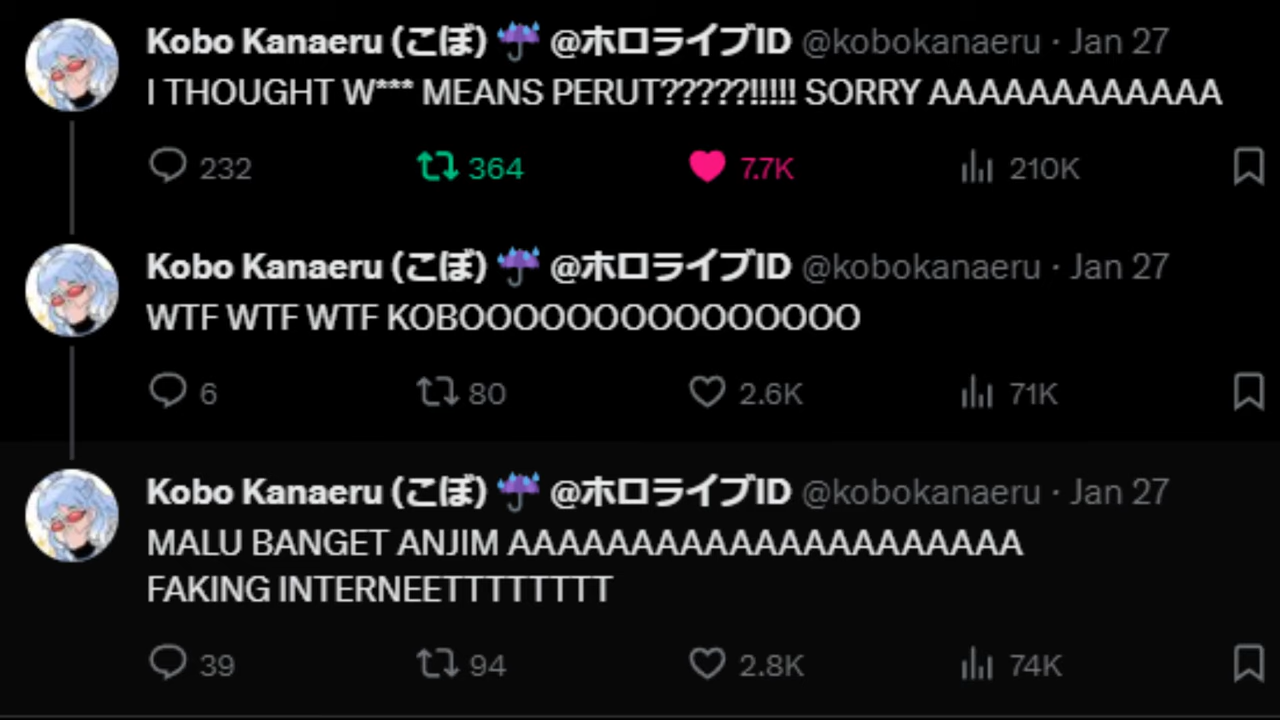 Kobo Kanaeru (こぼ) ☔ @ホロライブID @kobokanaeru · Jan 27
I THOUGHT W*** MEANS PERUT?????!!!!! SORRY AAAAAAAAAAAA
232 364 7.7K 210K
Kobo Kanaeru (こぼ) ☔ @ホロライブID @kobokanaeru · Jan 27
WTF WTF WTF KOBOOOOOOOOOOOOOOO
6 80 2.6K 71K
Kobo Kanaeru (こぼ) ☔ @ホロライブID @kobokanaeru · Jan 27
MALU BANGET ANJIM AAAAAAAAAAAAAAAAAAAAA
FAKING INTERNEETTTTTTTT
39 94 2.8K 74K